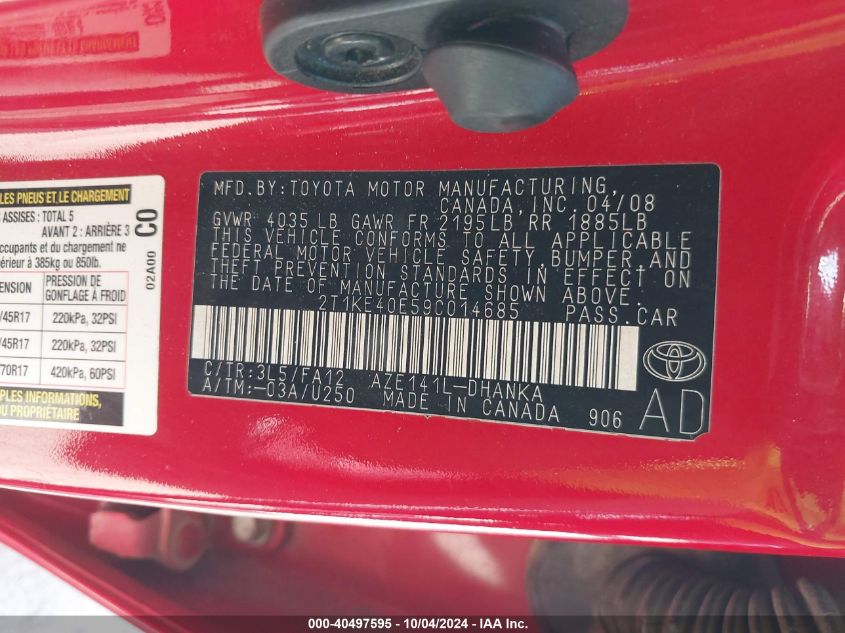 LES PNEUS ET LE CHARGEMENT
ASSISES: TOTAL 5
AVANT 2: ARRIÈRE 3
occupants et du chargement ne
385kg ou 850lb.
02A00 C0
PRESSION DE
GONFLAGE À FROID
/45R17 220kPa, 32PSI
/45R17 220kPa, 32PSI
/70R17 420kPa, 60PSI
PLUS D'INFORMATIONS
MFD. BY: TOYOTA MOTOR MANUFACTURING,
CANADA, INC. 04/08
GVWR 4035 LB GAWR FR 2195LB RR 1885LB
THIS VEHICLE CONFORMS TO ALL APPLICABLE
FEDERAL MOTOR VEHICLE SAFETY, BUMPER, AND
THEFT PREVENTION STANDARDS IN EFFECT ON
THE DATE OF MANUFACTURE SHOWN ABOVE.
2T1KE40E59C014685 PASS. CAR
C/TR: 3L5/FA12 AZE141L-DHANKA
A/TM:-03A/U250 MADE IN CANADA 906 AD
000-40497595 - 10/04/2024 - IAA Inc.